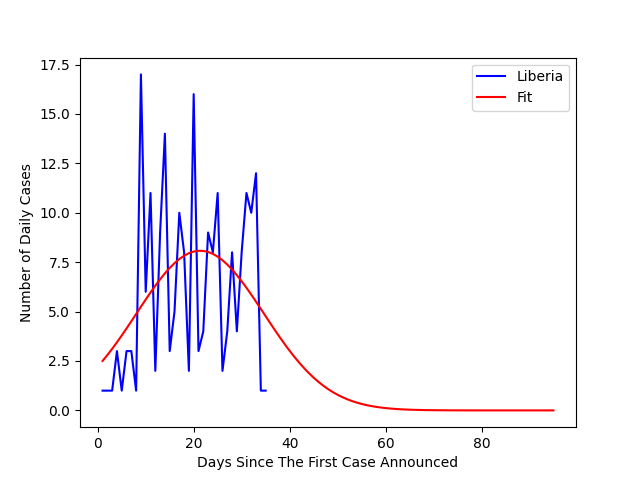 17.5
15.0
12.5
10.0
7.5
5.0
2.5
0.0
Number of Daily Cases
Liberia
Fit
0 20 40 60 80
Days Since The First Case Announced